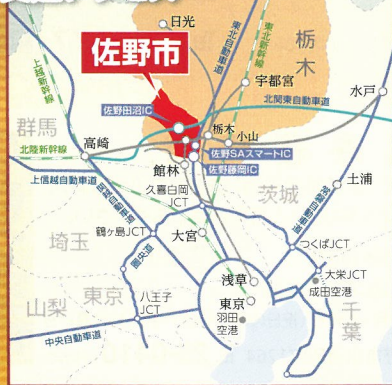 日光
東北自動車道
東北新幹線
栃木
佐野市
上越新幹線
宇都宮
水戸
佐野田沼IC
北関東自動車道
群馬
高崎
栃木
小山
北陸新幹線
佐野SAスマートIC
館林
佐野藤岡IC
上信越自動車道
関越自動車道
久喜白岡
JCT
茨城
常磐自動車道
土浦
鶴ヶ島JCT
大宮
つくばJCT
埼玉
圏央道
浅草
大栄JCT
成田空港
山梨
東京
八王子
JCT
東京
羽田
空港
千葉
中央自動車道